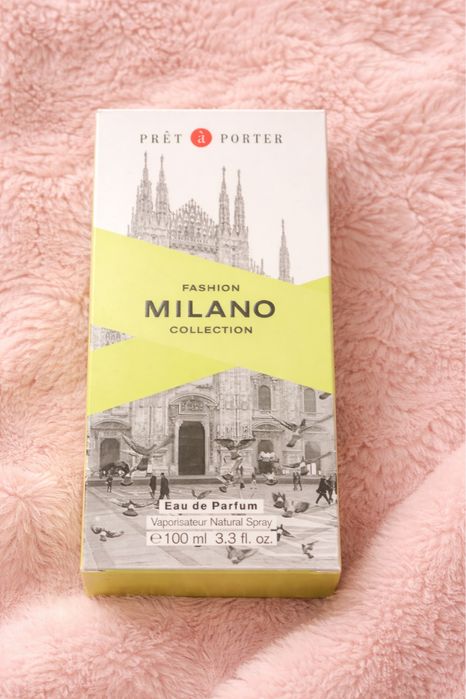 PRÊT à PORTER
FASHION
MILANO
COLLECTION
Eau de Parfum
Vaporisateur Natural Spray
℮ 100 ml 3.3 fl. oz.